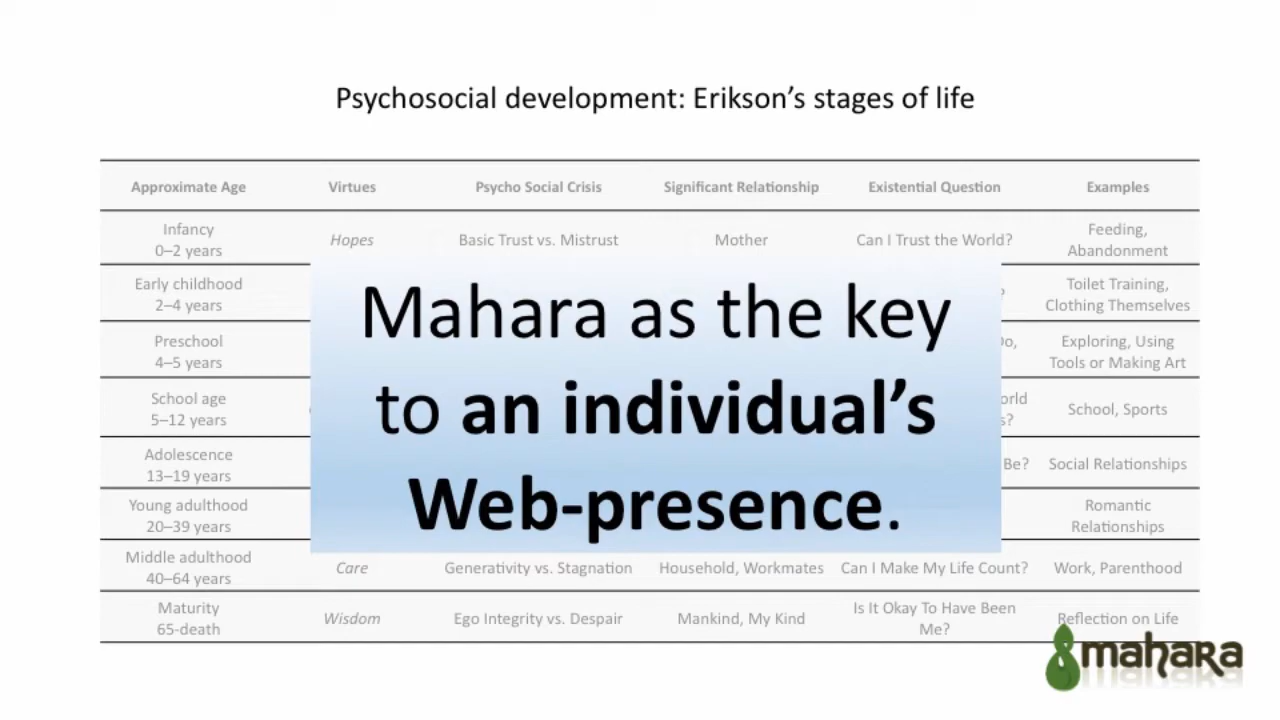 Psychosocial development: Erikson’s stages of life
Approximate Age Virtues Psycho Social Crisis Significant Relationship Existential Question Examples
Infancy
0–2 years
Hopes Basic Trust vs. Mistrust Mother Can I Trust the World?
Feeding,
Abandonment
Early childhood
2–4 years
?
Toilet Training,
Clothing Themselves
Preschool
4–5 years
Do,
Exploring, Using
Tools or Making Art
School age
5–12 years
School, Sports
Adolescence
13–19 years
Be? Social Relationships
Young adulthood
20–39 years
Romantic
Relationships
Middle adulthood
40–64 years
Care Generativity vs. Stagnation Household, Workmates Can I Make My Life Count? Work, Parenthood
Maturity
65-death
Wisdom Ego Integrity vs. Despair Mankind, My Kind
Is It Okay To Have Been
Me?
Reflection on Life
Mahara as the key
to an individual’s
Web-presence.
mahara